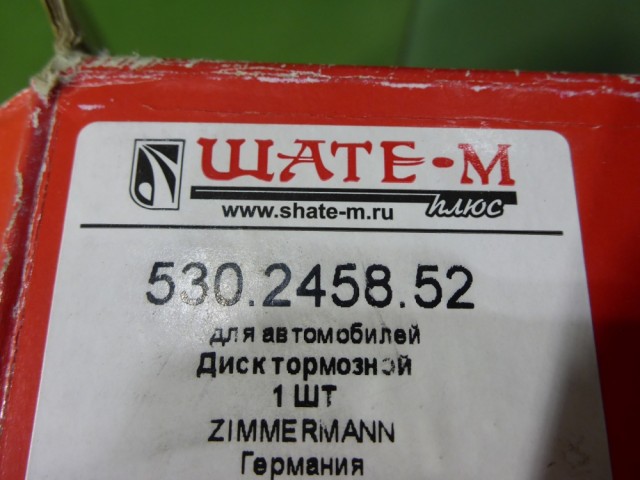 ШАТЕ-М
плюс
www.shate-m.ru
530.2458.52
для автомобилей
Диск тормозной
1 ШТ
ZIMMERMANN
Германия